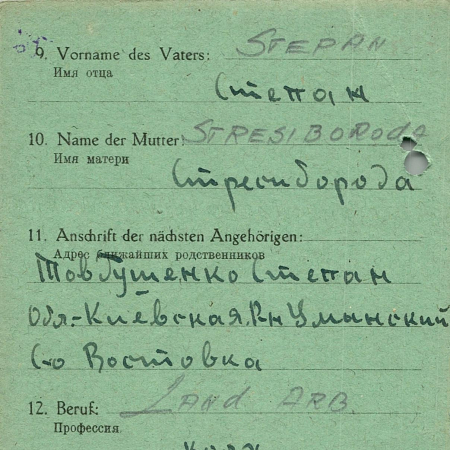 9. Vorname des Vaters: STEPAN
Имя отца
Степан
10. Name der Mutter: STRESIBORODA
Имя матери
Стресиборода
11. Anschrift der nächsten Angehörigen:
Адрес ближайших родственников
Товбушенко Степан
Обл.-Киевская Р-н Уманский
С-о Востовка
12. Beruf: LAND ARB.
Профессия